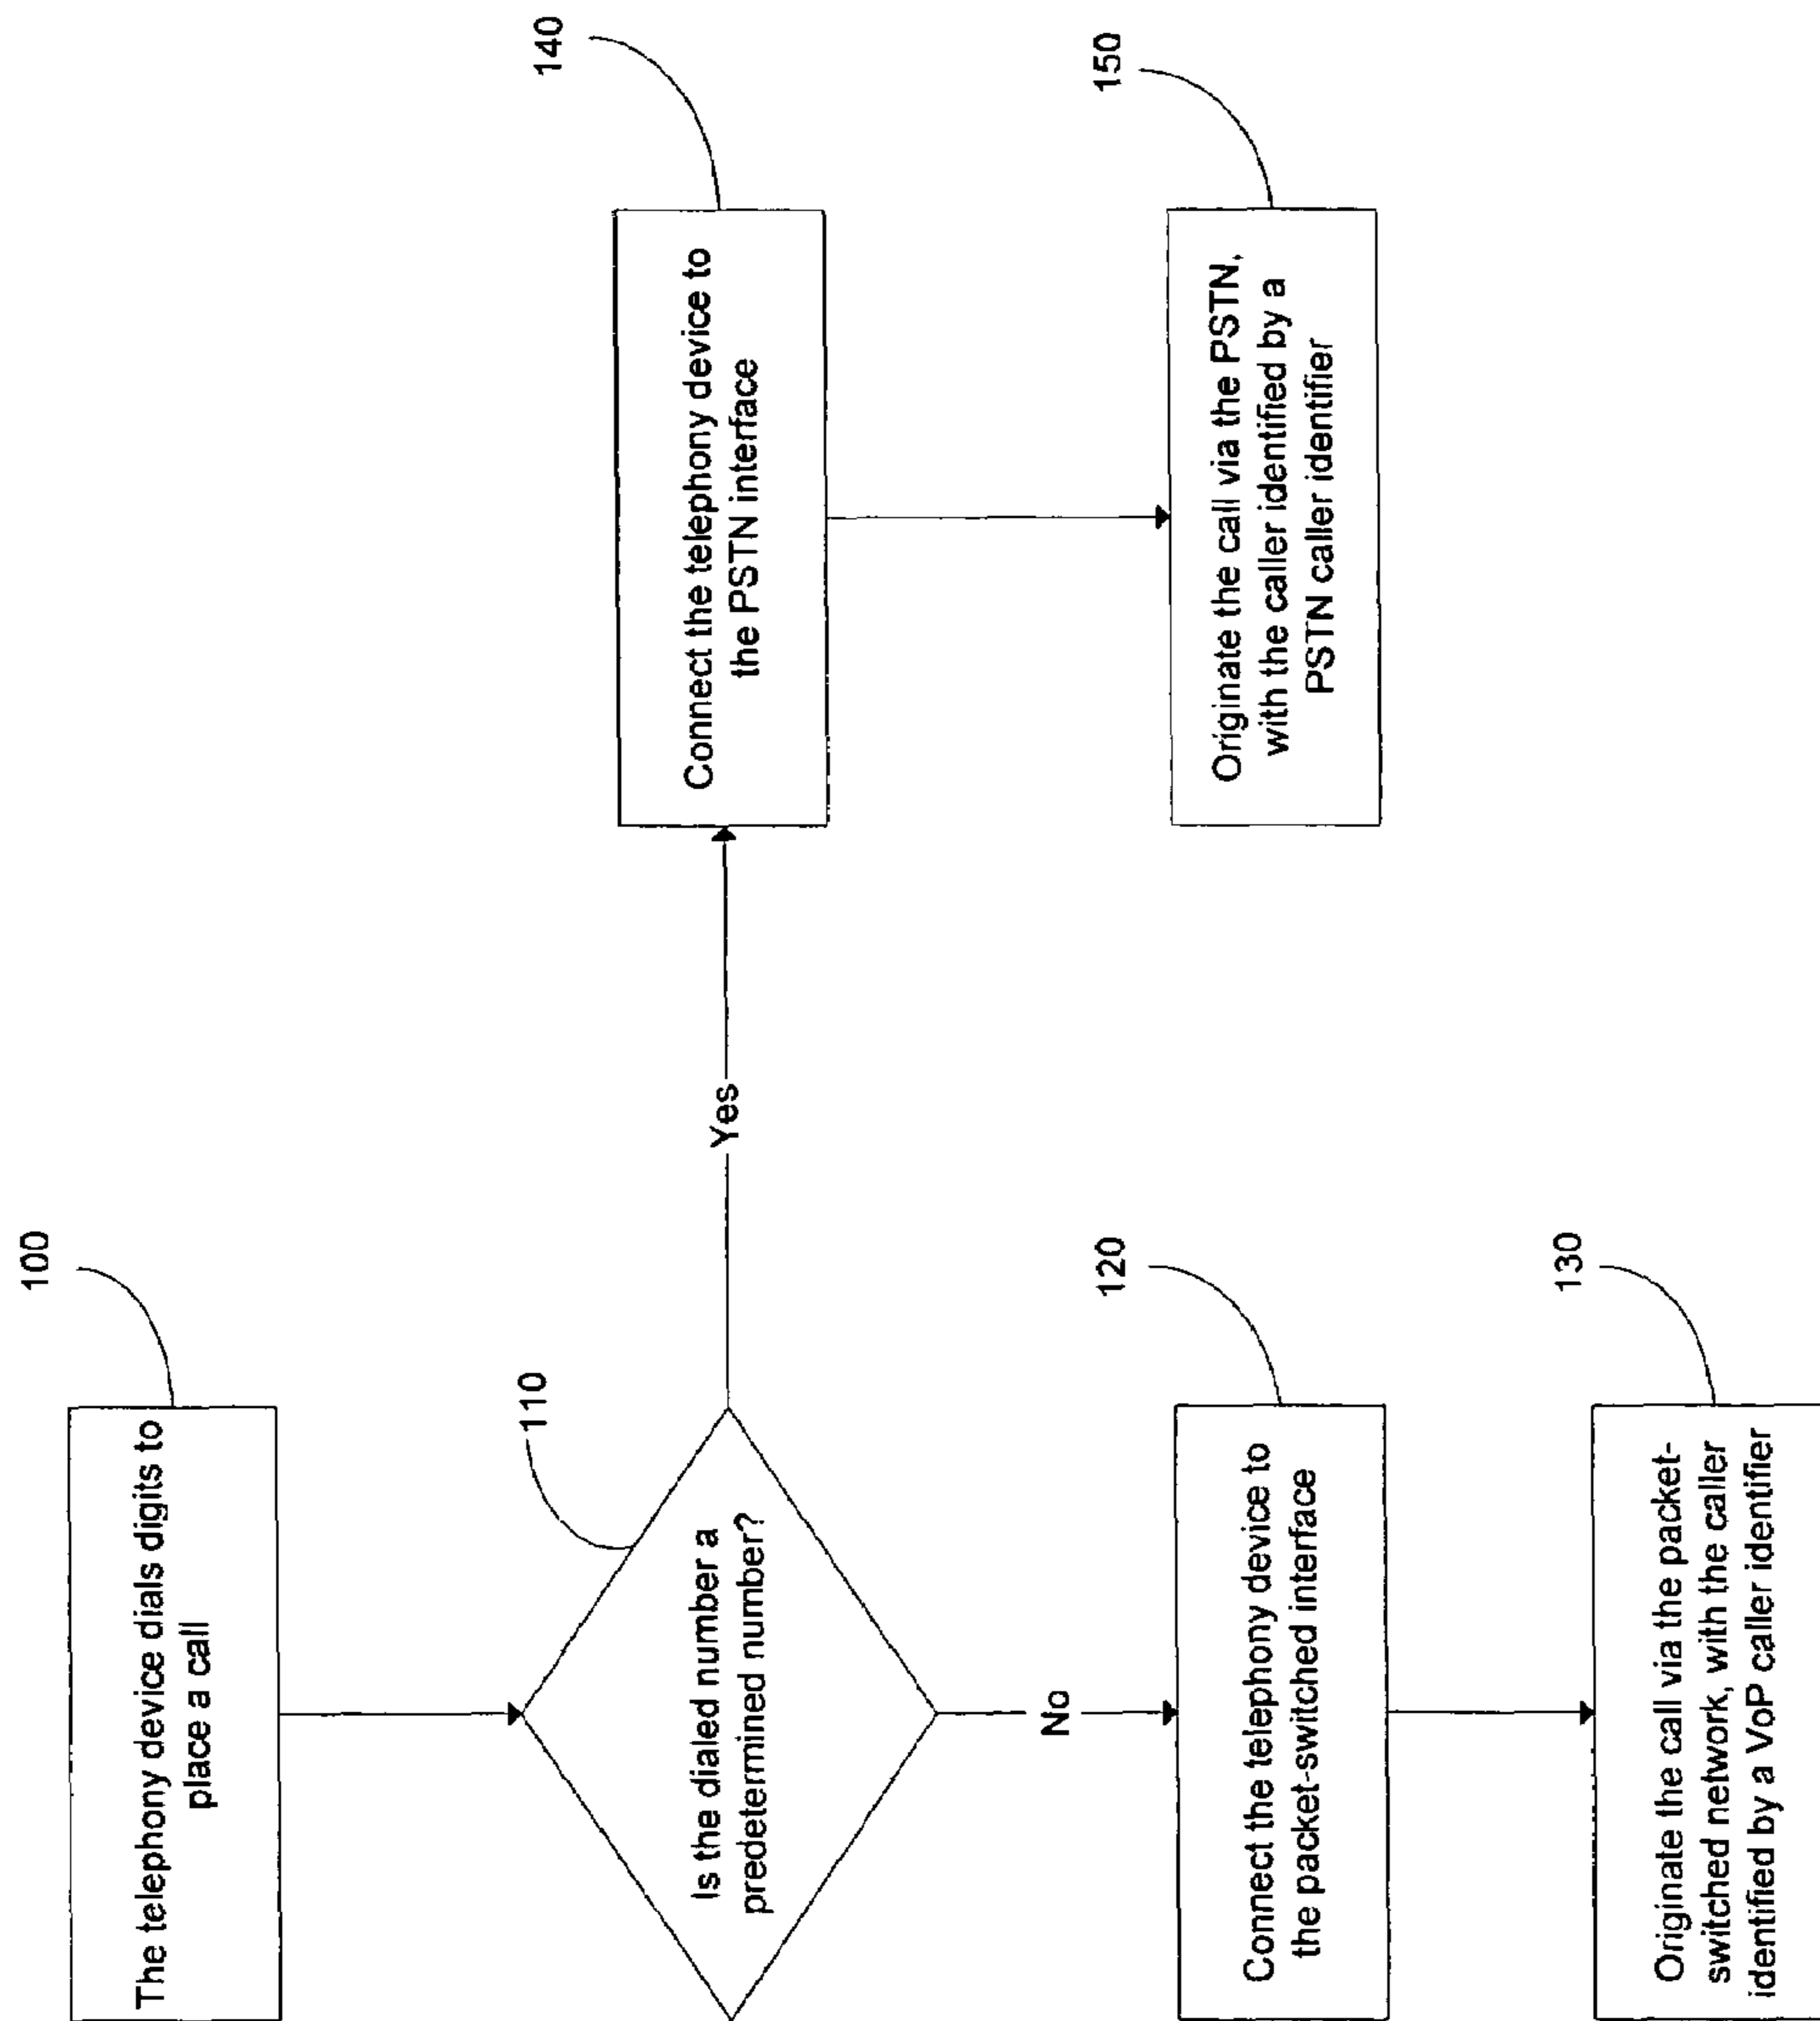 100
The telephony device dials digits to
place a call
110
Is the dialed number a
predetermined number?
Yes
140
Connect the telephony device to
the PSTN interface
150
Originate the call via the PSTN,
with the caller identified by a
PSTN caller identifier
No
120
Connect the telephony device to
the packet-switched interface
130
Originate the call via the packet-
switched network, with the caller
identified by a VoP caller identifier